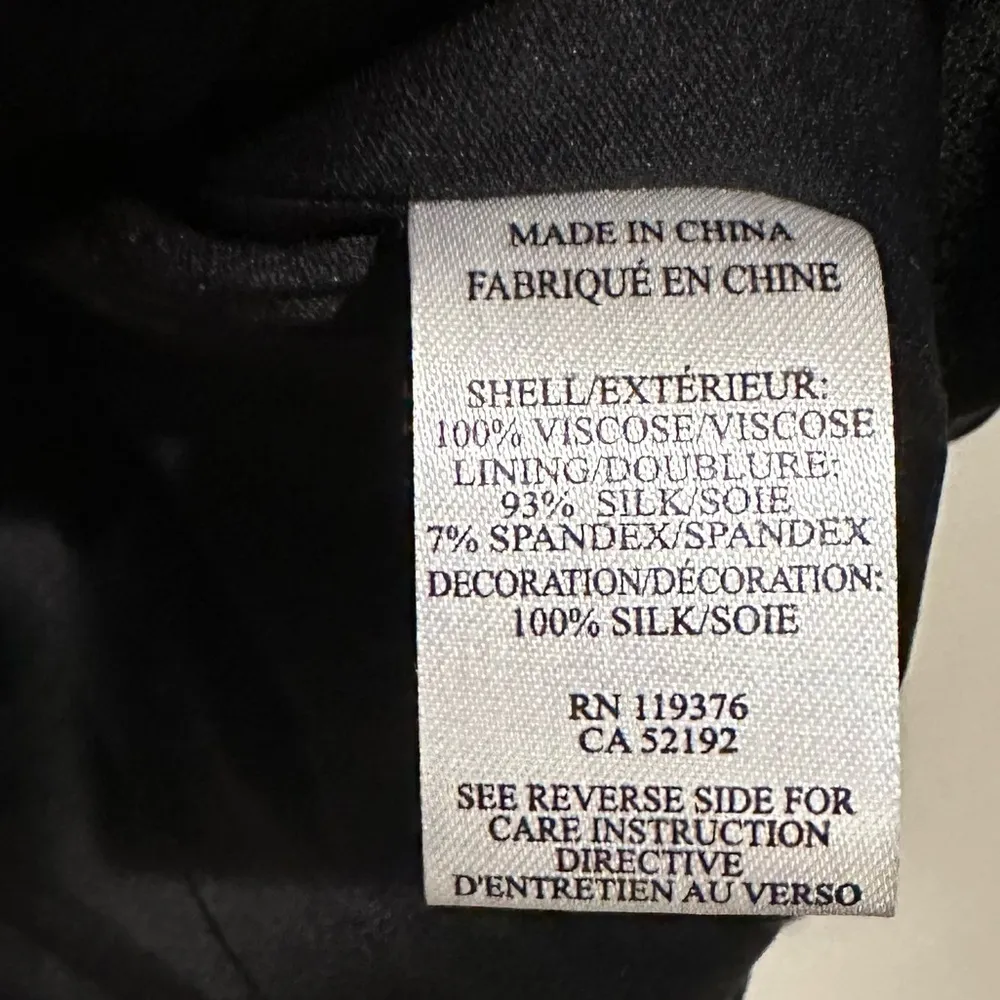 MADE IN CHINA
FABRIQUÉ EN CHINE
SHELL/EXTÉRIEUR:
100% VISCOSE/VISCOSE
LINING/DOUBLURE:
93% SILK/SOIE
7% SPANDEX/SPANDEX
DECORATION/DÉCORATION:
100% SILK/SOIE
RN 119376
CA 52192
SEE REVERSE SIDE FOR
CARE INSTRUCTION
DIRECTIVE
D'ENTRETIEN AU VERSO